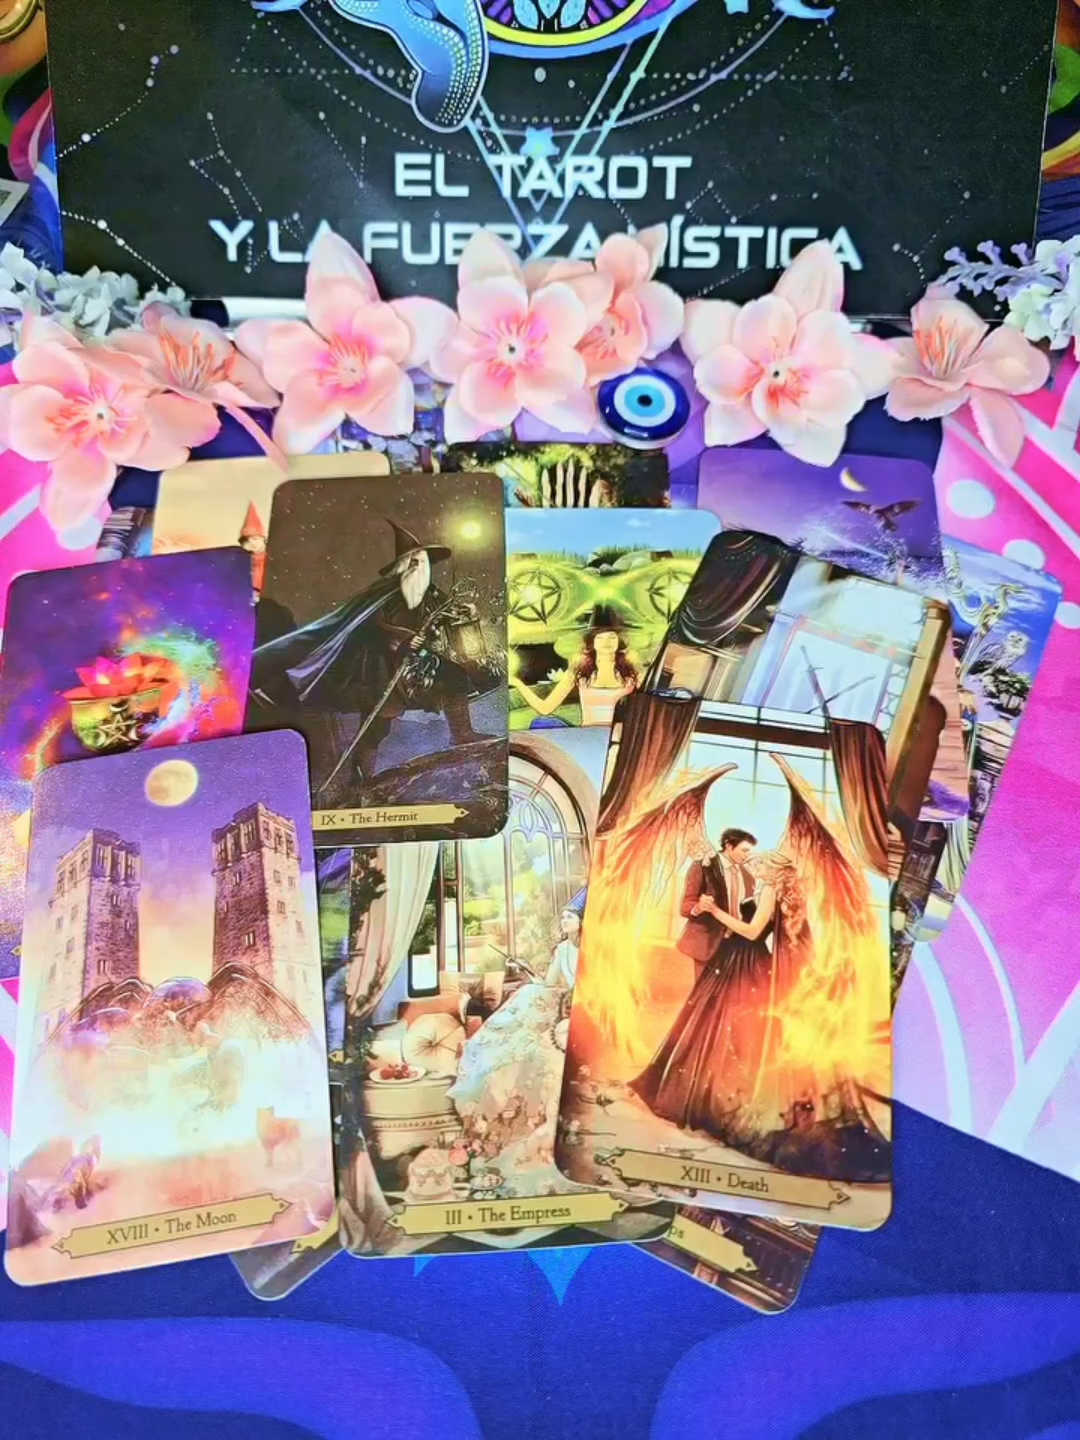 EL TAROT
Y LA FUERZA MÍSTICA
IX • The Hermit
XVIII • The Moon
III • The Empress
XIII • Death